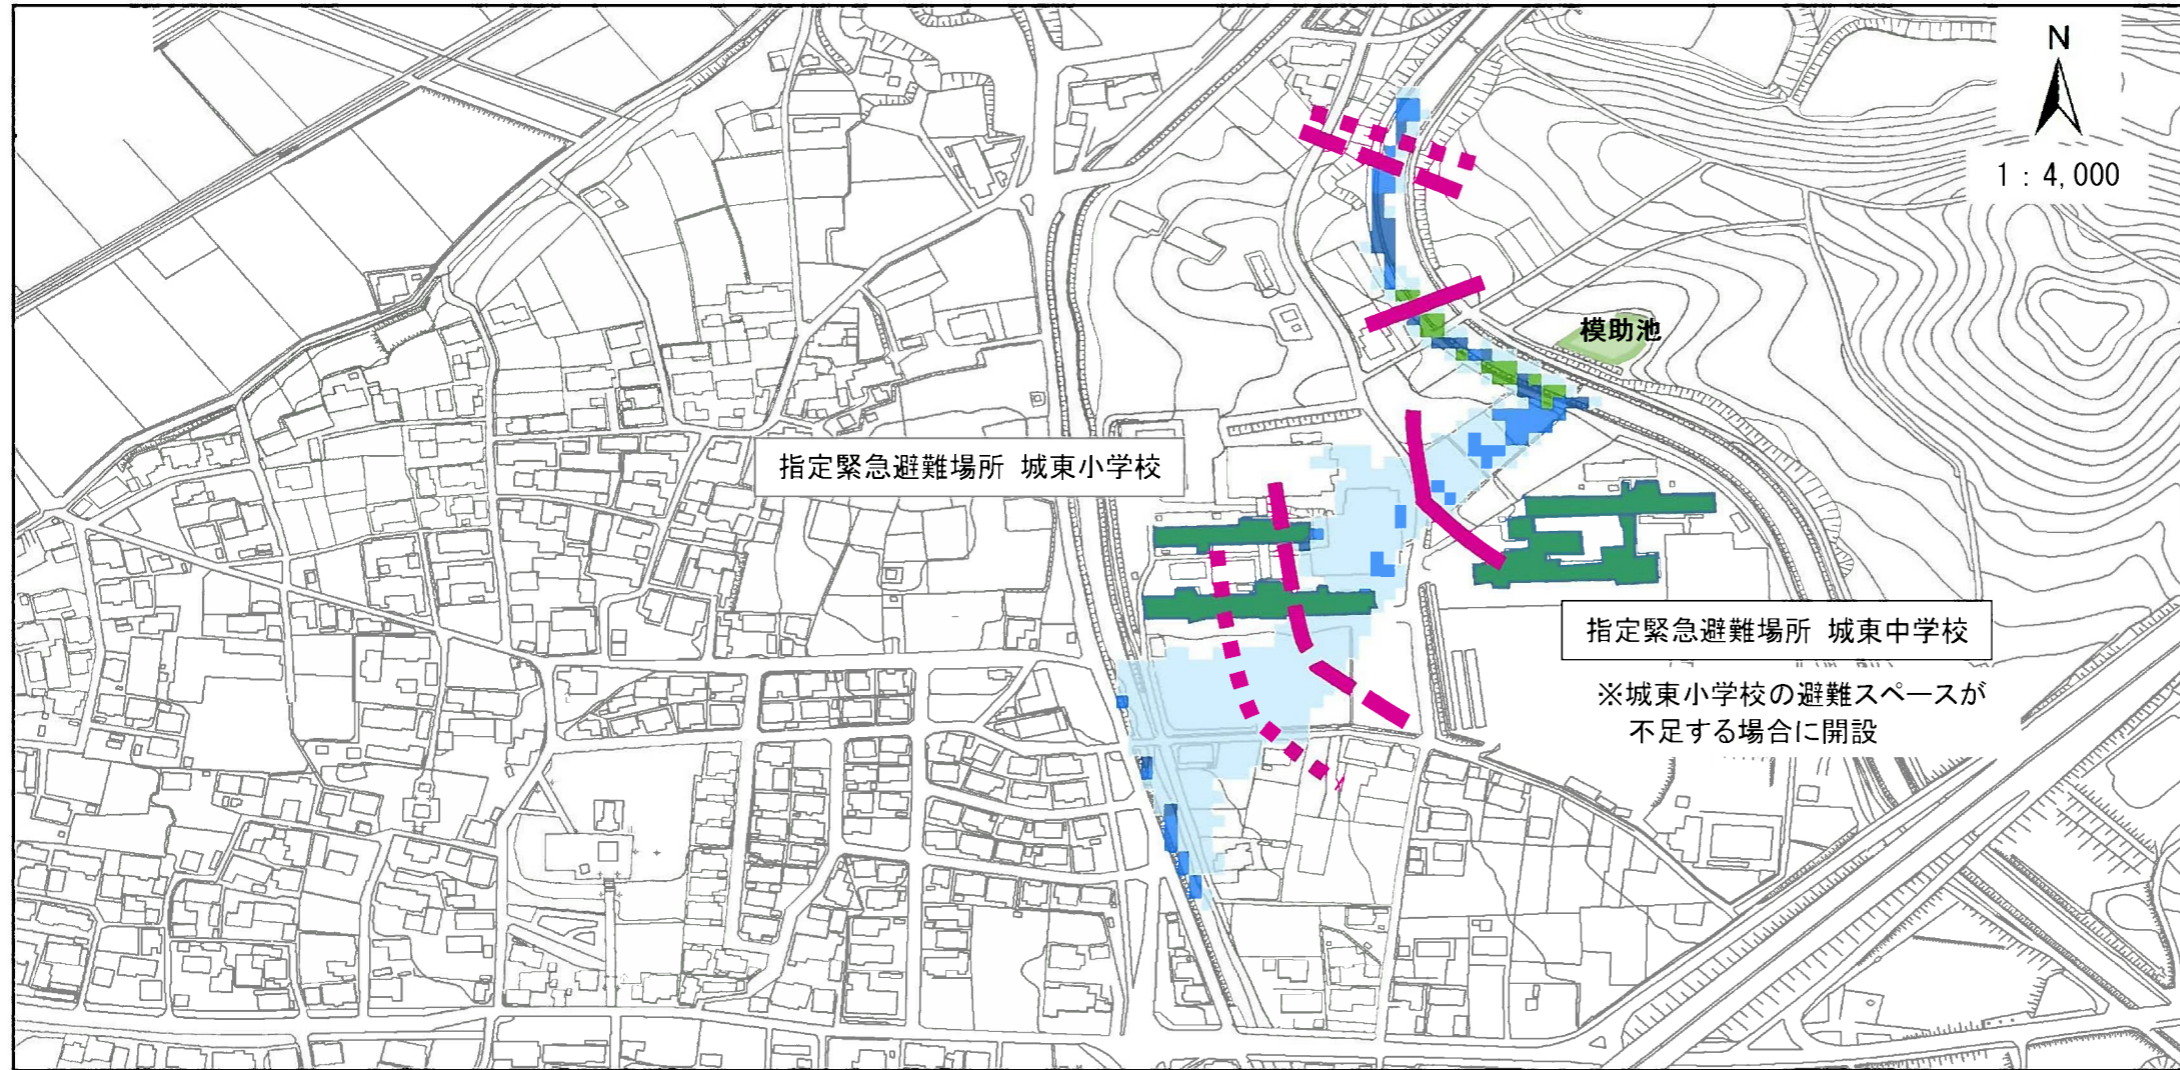 N
1：4,000
模助池
指定緊急避難場所 城東小学校
指定緊急避難場所 城東中学校
※城東小学校の避難スペースが
不足する場合に開設